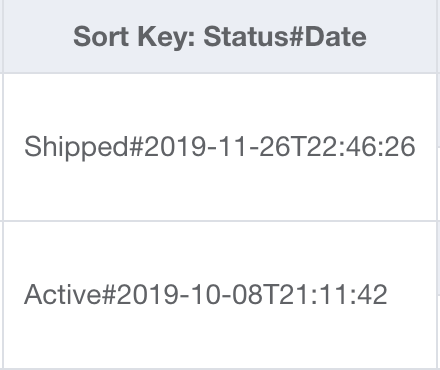 Sort Key: Status#Date
Shipped#2019-11-26T22:46:26
Active#2019-10-08T21:11:42